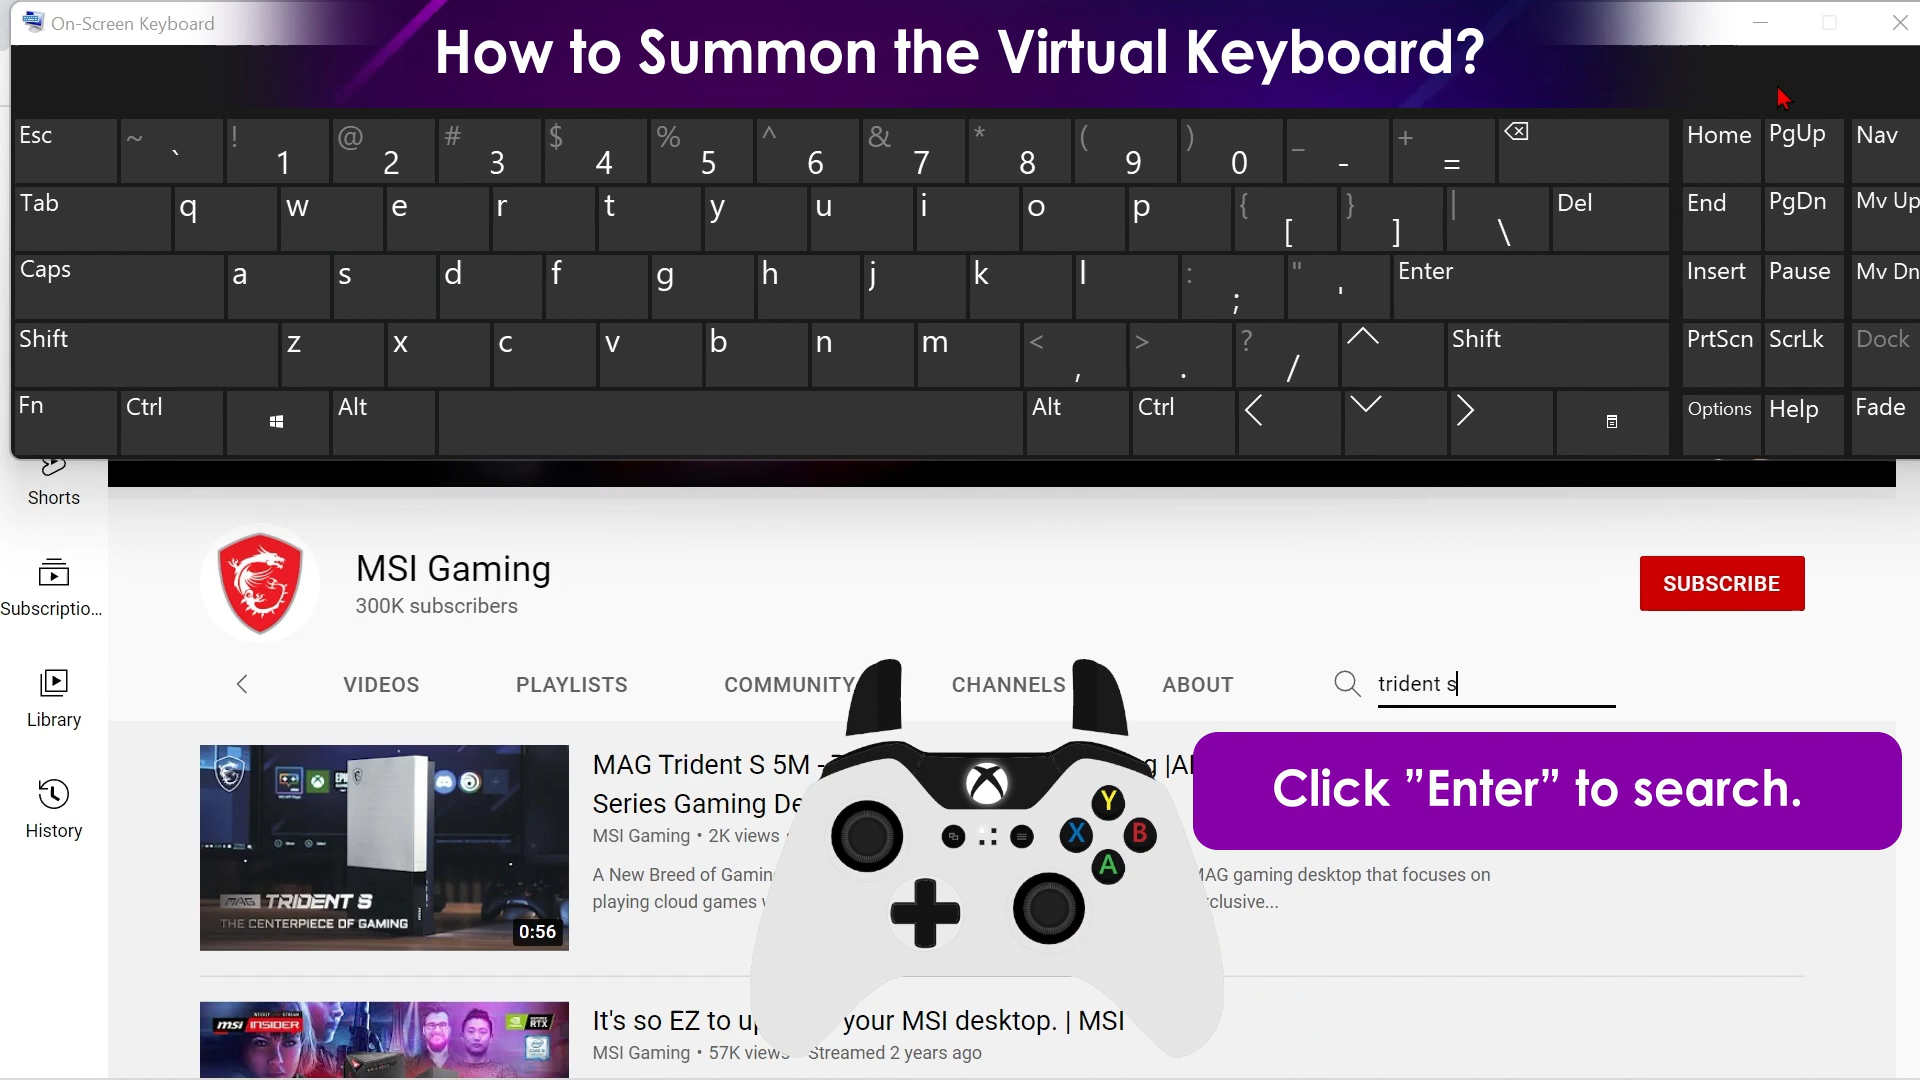 On-Screen Keyboard
How to Summon the Virtual Keyboard?
Esc ~ ` ! 1 @ 2 # 3 $ 4 % 5 ^ 6 & 7 * 8 ( 9 ) 0 _ - + = Home PgUp Nav
Tab q w e r t y u i o p { [ } ] | \ Del End PgDn Mv Up
Caps a s d f g h j k l : ; " ' Enter Insert Pause Mv Dn
Shift z x c v b n m < , > . ? / Shift PrtScn ScrLk Dock
Fn Ctrl Alt Alt Ctrl Options Help Fade
Shorts
Subscriptio...
Library
History
MSI Gaming
300K subscribers
SUBSCRIBE
VIDEOS PLAYLISTS COMMUNITY CHANNELS ABOUT trident s
Click ”Enter” to search.
MAG TRIDENT S
THE CENTERPIECE OF GAMING
0:56
MAG Trident S 5M -
Series Gaming De
MSI Gaming • 2K views
A New Breed of Gamin AG gaming desktop that focuses on
playing cloud games clusive...
Y
X B
A
msi INSIDER
RTX
It's so EZ to u your MSI desktop. | MSI
MSI Gaming • 57K views Streamed 2 years ago